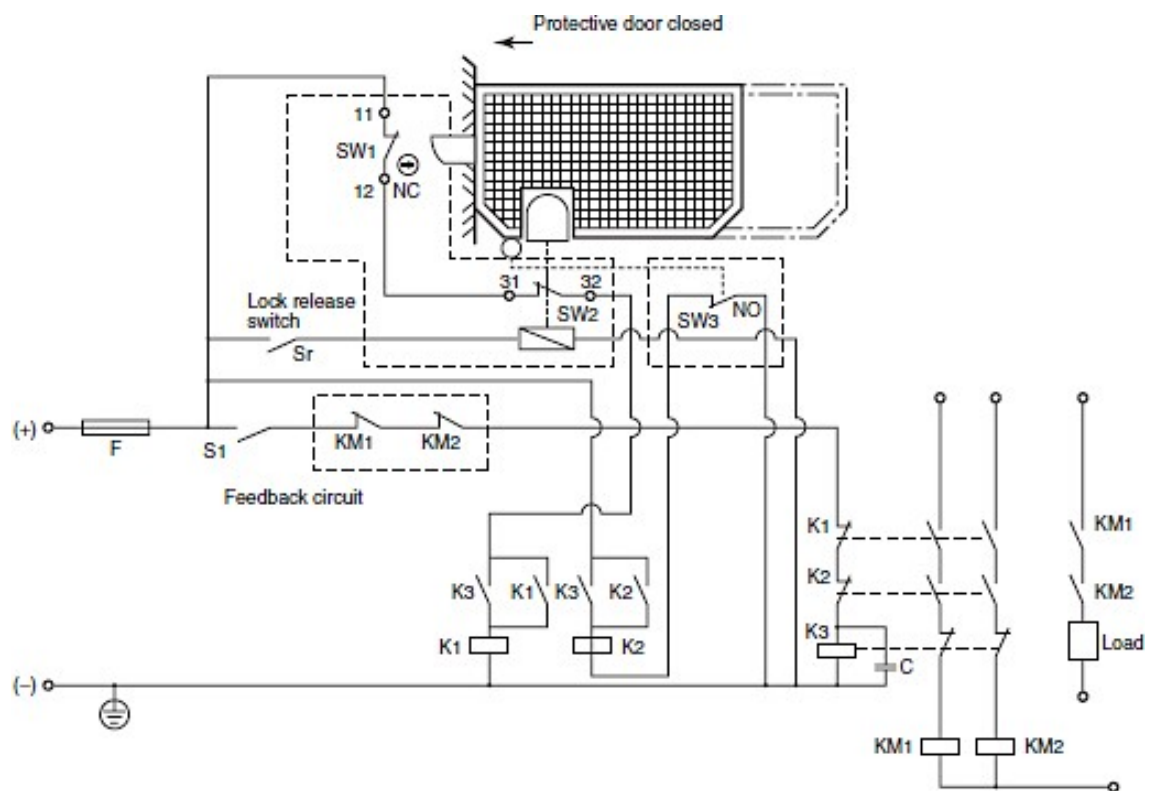 Protective door closed
11
SW1
12 NC
31 32
SW2
SW3 NO
Lock release
switch
Sr
(+)
F
S1
KM1 KM2
Feedback circuit
K1
KM1
K2
KM2
K3 K1 K3 K2
K3
Load
K1
K2
C
(−)
KM1 KM2